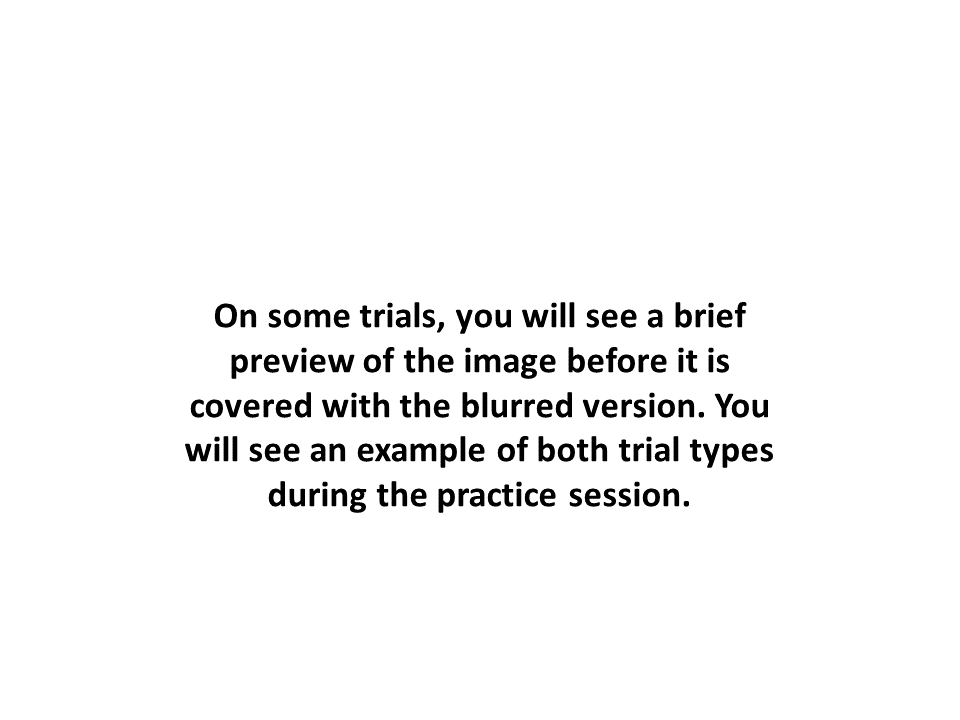 On some trials, you will see a brief
preview of the image before it is
covered with the blurred version. You
will see an example of both trial types
during the practice session.